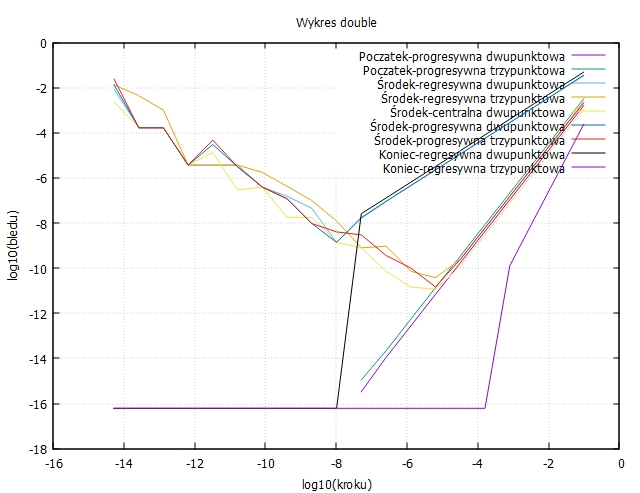 Wykres double
Poczatek-progresywna dwupunktowa
Poczatek-progresywna trzypunktowa
Środek-regresywna dwupunktowa
Środek-regresywna trzypunktowa
Środek-centralna dwupunktowa
Środek-progresywna dwupunktowa
Środek-progresywna trzypunktowa
Koniec-regresywna dwupunktowa
Koniec-regresywna trzypunktowa
0
-2
-4
-6
-8
-10
-12
-14
-16
-18
log10(bledu)
-16 -14 -12 -10 -8 -6 -4 -2 0
log10(kroku)